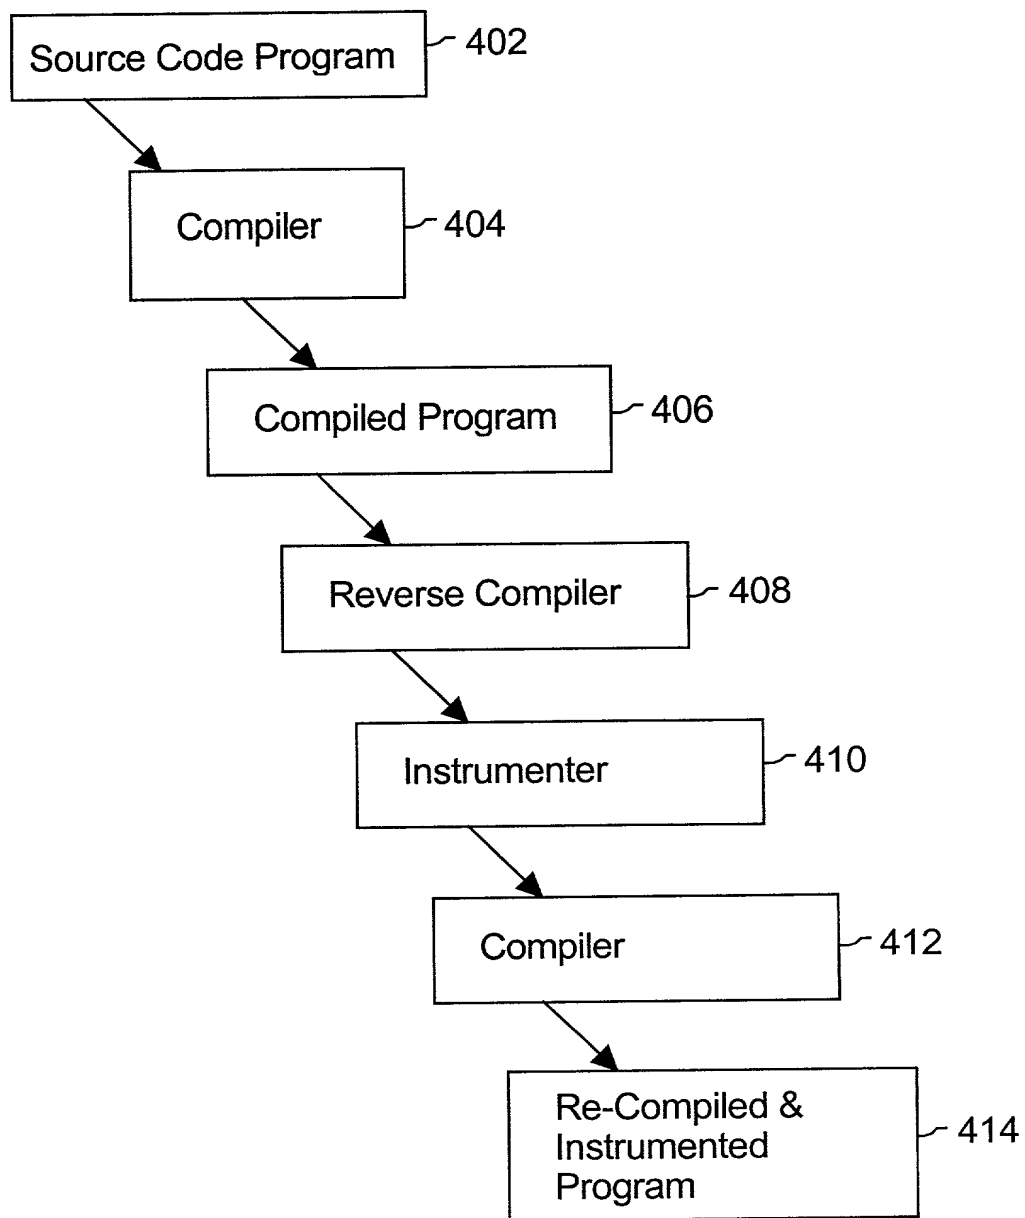 Source Code Program
402
Compiler
404
Compiled Program
406
Reverse Compiler
408
Instrumenter
410
Compiler
412
Re-Compiled &
Instrumented
Program
414